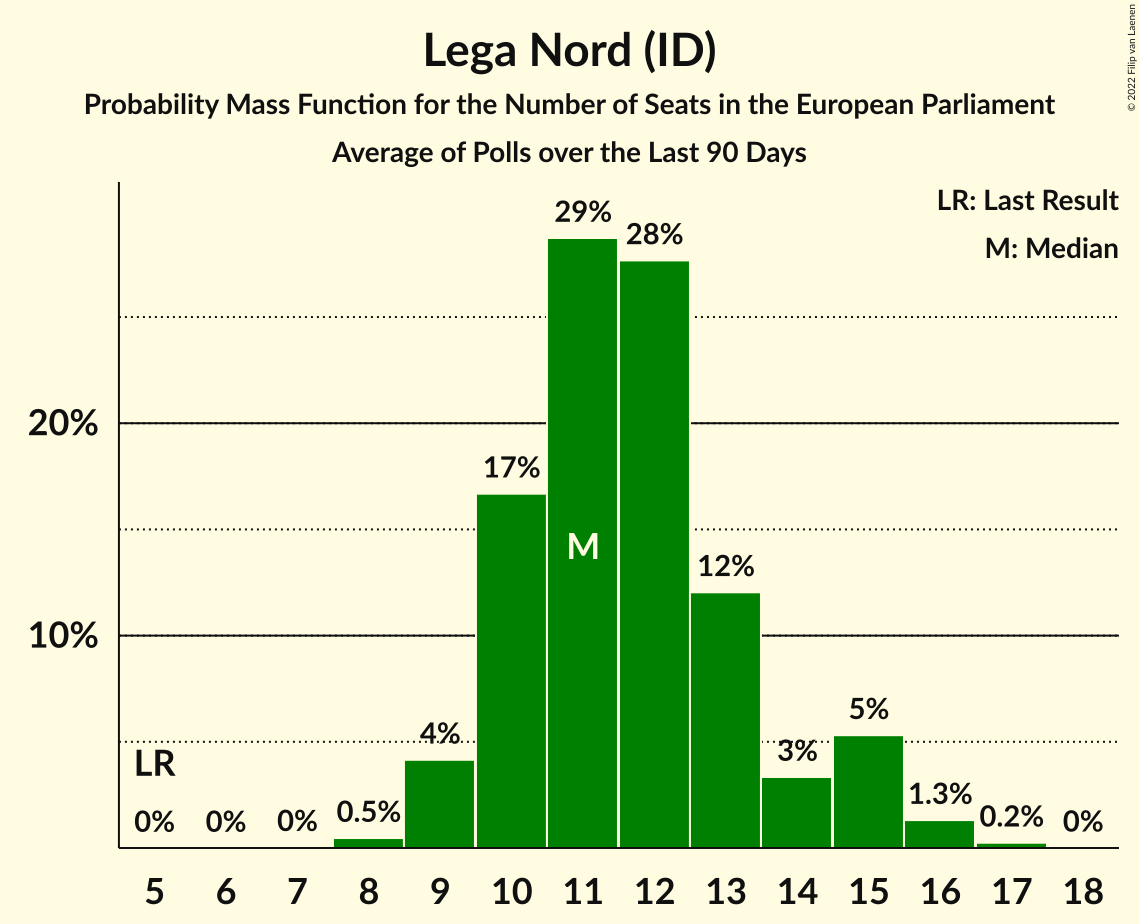 Lega Nord (ID)
Probability Mass Function for the Number of Seats in the European Parliament
Average of Polls over the Last 90 Days
© 2022 Filip van Laenen
LR: Last Result
M: Median
20%
10%
LR
M
0%
0%
0%
0.5%
4%
17%
29%
28%
12%
3%
5%
1.3%
0.2%
0%
5 6 7 8 9 10 11 12 13 14 15 16 17 18